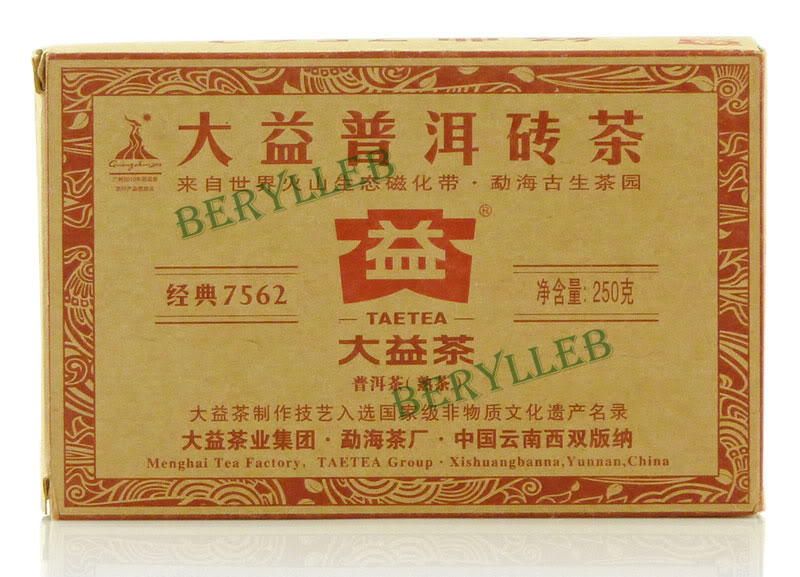 大益普洱砖茶
来自世界火山生态磁化带·勐海古生茶园
BERYLLEB
益®
经典7562
净含量: 250克
TAETEA
大益茶
普洱茶(熟茶)
BERYLLEB
大益茶制作技艺入选国家级非物质文化遗产名录
大益茶业集团·勐海茶厂·中国云南西双版纳
Menghai Tea Factory, TAETEA Group·Xishuangbanna,Yunnan,China